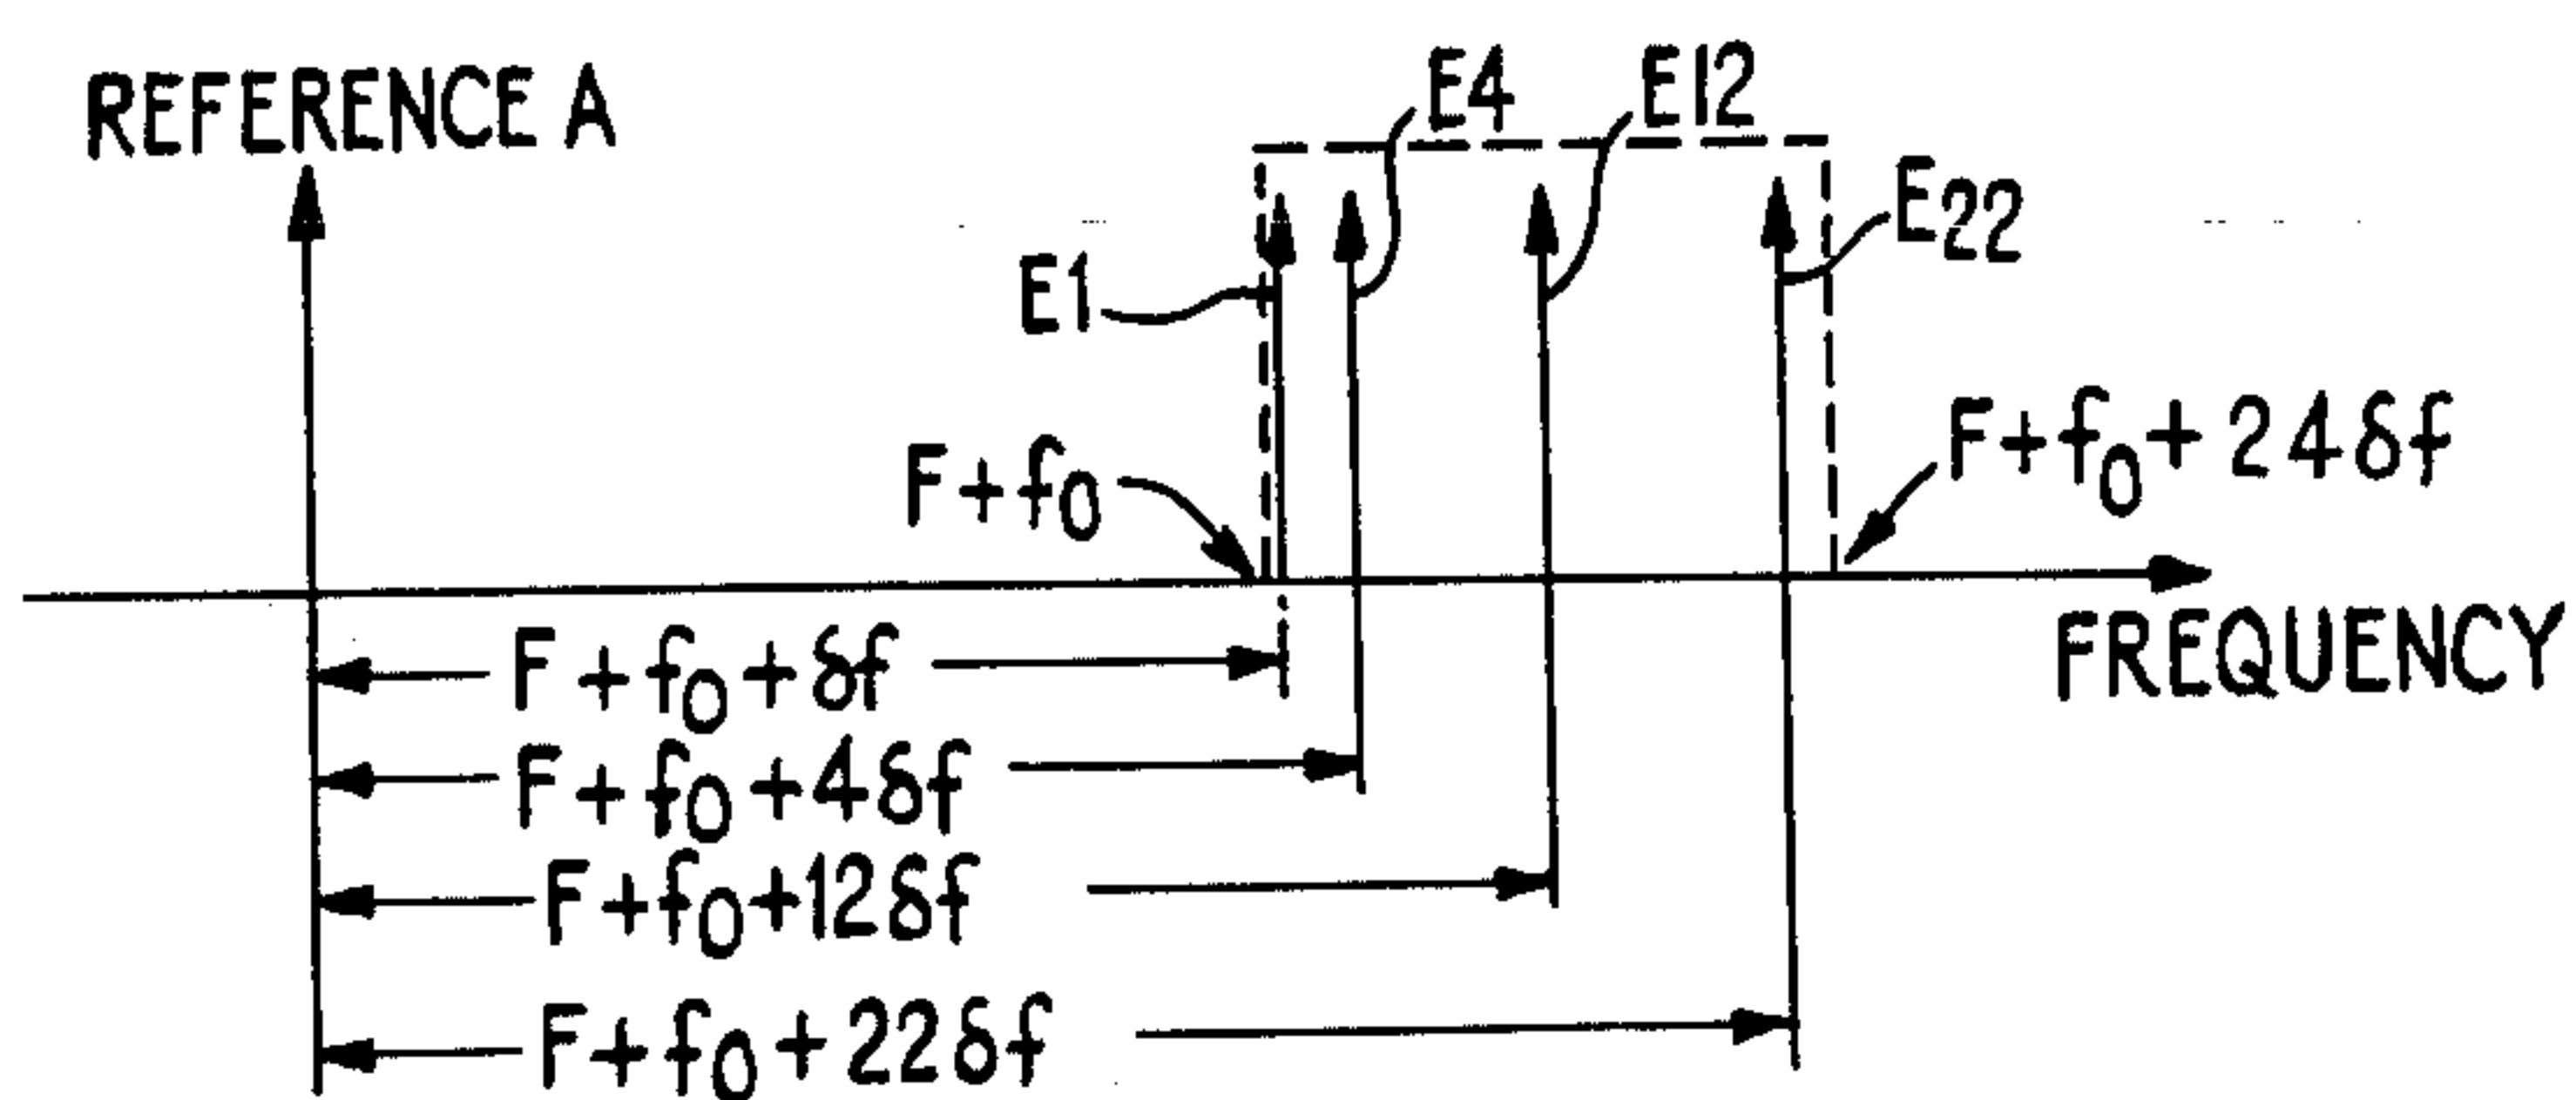 REFERENCE A
E4
E12
E22
E1
F+f0
F+f0+24δf
FREQUENCY
F+f0+δf
F+f0+4δf
F+f0+12δf
F+f0+22δf